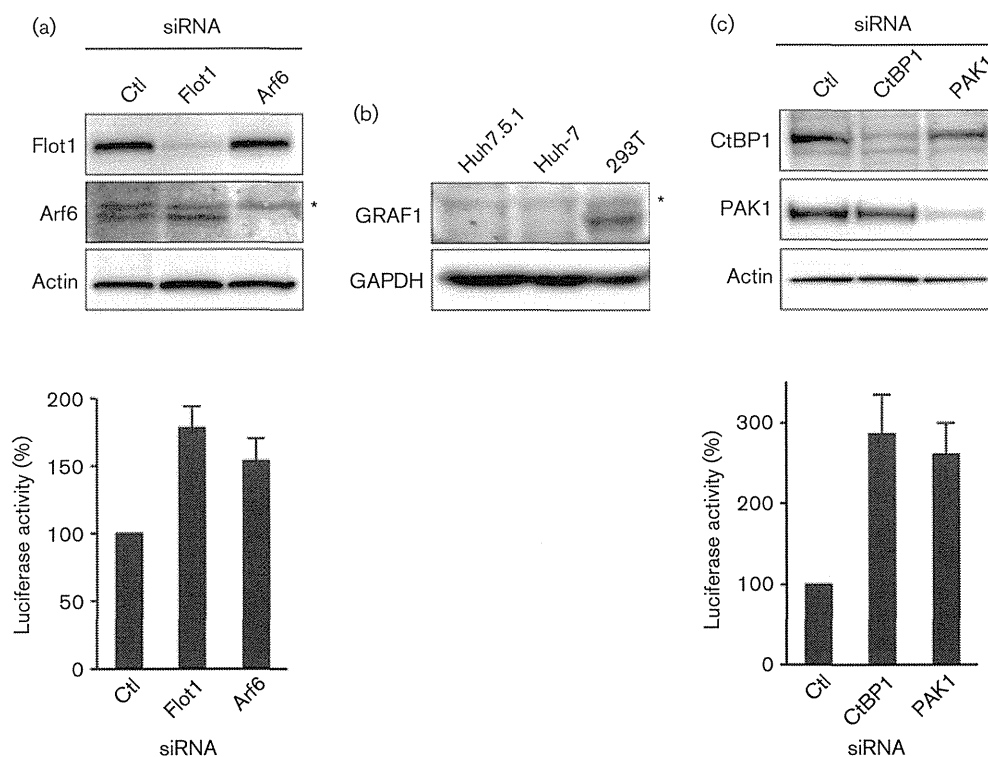 (a)
siRNA
Ctl Flot1 Arf6
Flot1
Arf6 *
Actin
Luciferase activity (%)
200
150
100
50
0
Ctl Flot1 Arf6
siRNA
(b)
Huh7.5.1 Huh-7 293T
GRAF1 *
GAPDH
(c)
siRNA
Ctl CtBP1 PAK1
CtBP1
PAK1
Actin
Luciferase activity (%)
300
200
100
0
Ctl CtBP1 PAK1
siRNA